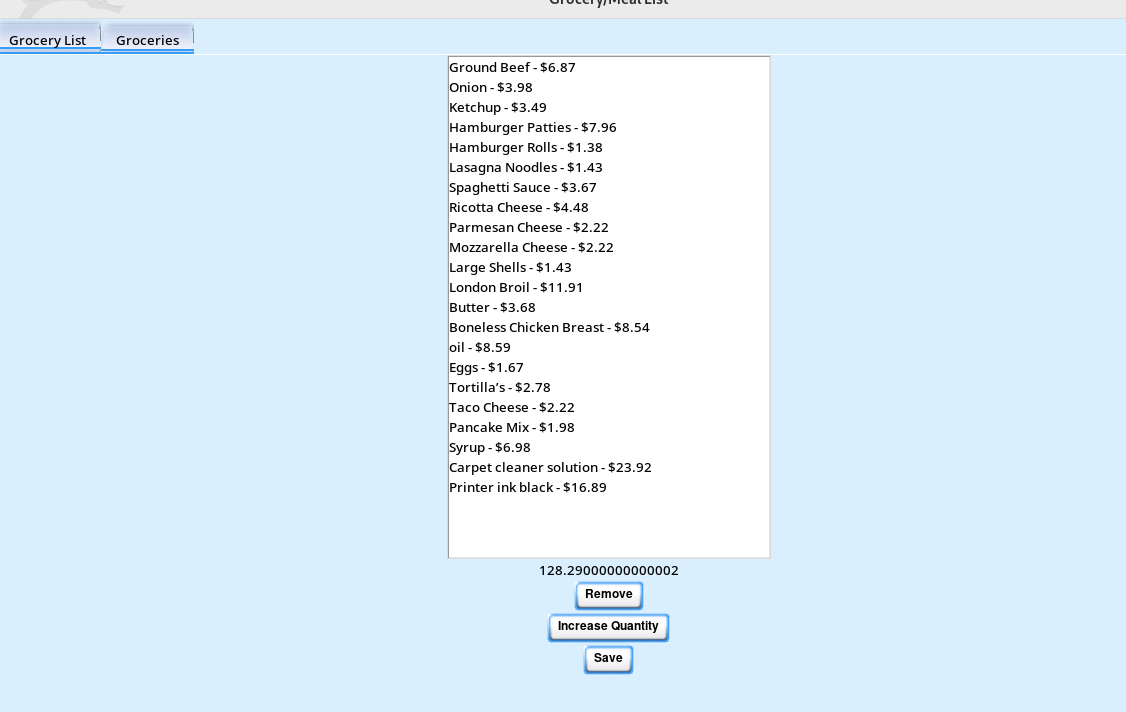 Grocery/Meal List
Grocery List
Groceries
Ground Beef - $6.87
Onion - $3.98
Ketchup - $3.49
Hamburger Patties - $7.96
Hamburger Rolls - $1.38
Lasagna Noodles - $1.43
Spaghetti Sauce - $3.67
Ricotta Cheese - $4.48
Parmesan Cheese - $2.22
Mozzarella Cheese - $2.22
Large Shells - $1.43
London Broil - $11.91
Butter - $3.68
Boneless Chicken Breast - $8.54
oil - $8.59
Eggs - $1.67
Tortilla’s - $2.78
Taco Cheese - $2.22
Pancake Mix - $1.98
Syrup - $6.98
Carpet cleaner solution - $23.92
Printer ink black - $16.89
128.29000000000002
Remove
Increase Quantity
Save